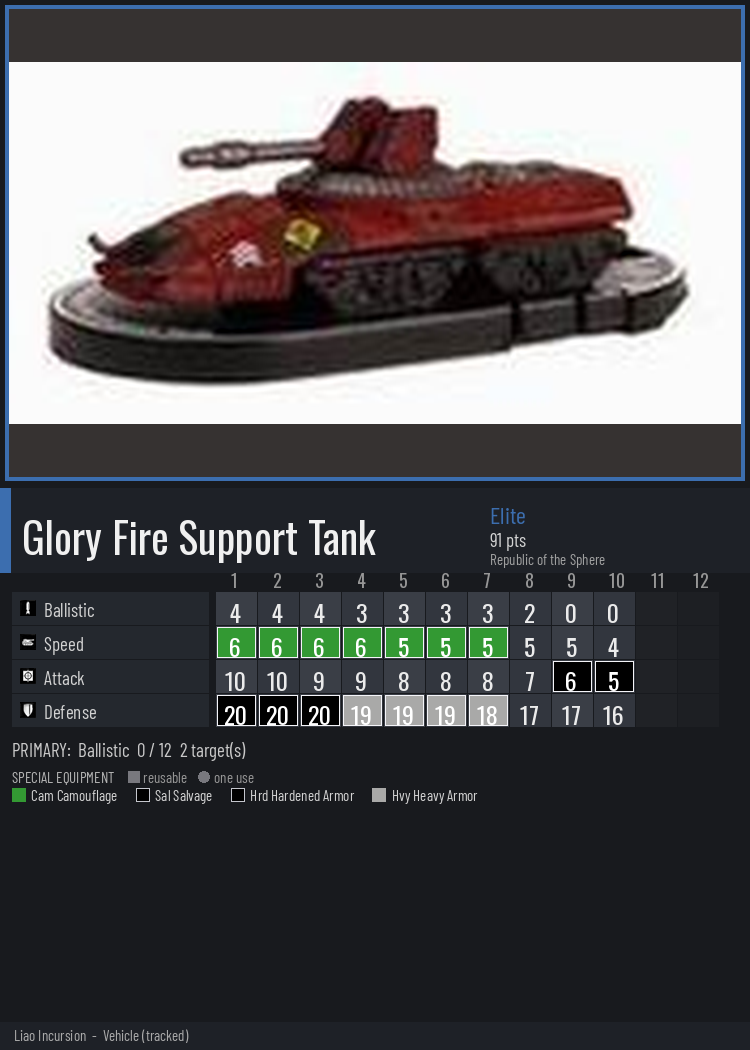 Glory Fire Support Tank
Elite
91 pts
Republic of the Sphere
1 2 3 4 5 6 7 8 9 10 11 12
Ballistic 4 4 4 3 3 3 3 2 0 0
Speed 6 6 6 6 5 5 5 5 5 4
Attack 10 10 9 9 8 8 8 7 6 5
Defense 20 20 20 19 19 19 18 17 17 16
PRIMARY: Ballistic 0 / 12 2 target(s)
SPECIAL EQUIPMENT reusable one use
Cam Camouflage Sal Salvage Hrd Hardened Armor Hvy Heavy Armor
Liao Incursion - Vehicle (tracked)